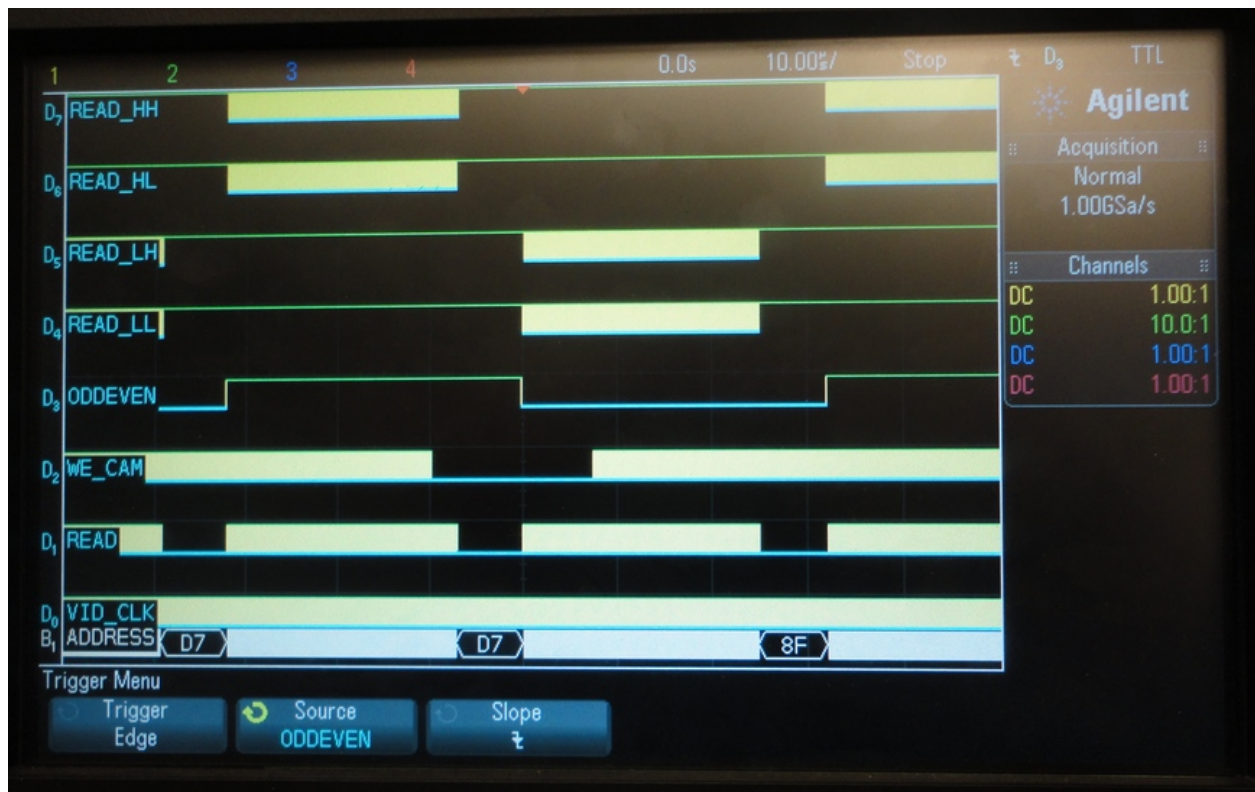 1 2 3 4 0.0s 10.00㎲/ Stop D₃ TTL
D₇ READ_HH
D₆ READ_HL
D₅ READ_LH
D₄ READ_LL
D₃ ODDEVEN
D₂ WE_CAM
D₁ READ
D₀ VID_CLK
B₁ ADDRESS D7 D7 8F
Agilent
Acquisition
Normal
1.00GSa/s
Channels
DC 1.00:1
DC 10.0:1
DC 1.00:1
DC 1.00:1
Trigger Menu
Trigger
Edge
Source
ODDEVEN
Slope